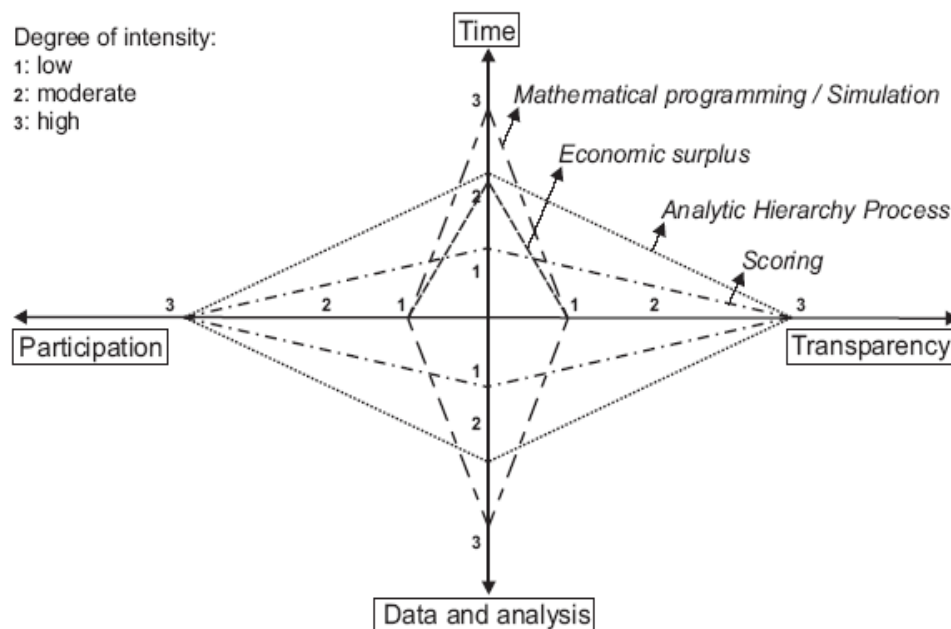 Time
Degree of intensity:
1: low
2: moderate
3: high
3
Mathematical programming / Simulation
Economic surplus
2
Analytic Hierarchy Process
1
Scoring
3 2 1 1 2 3
Participation
Transparency
1
2
3
Data and analysis